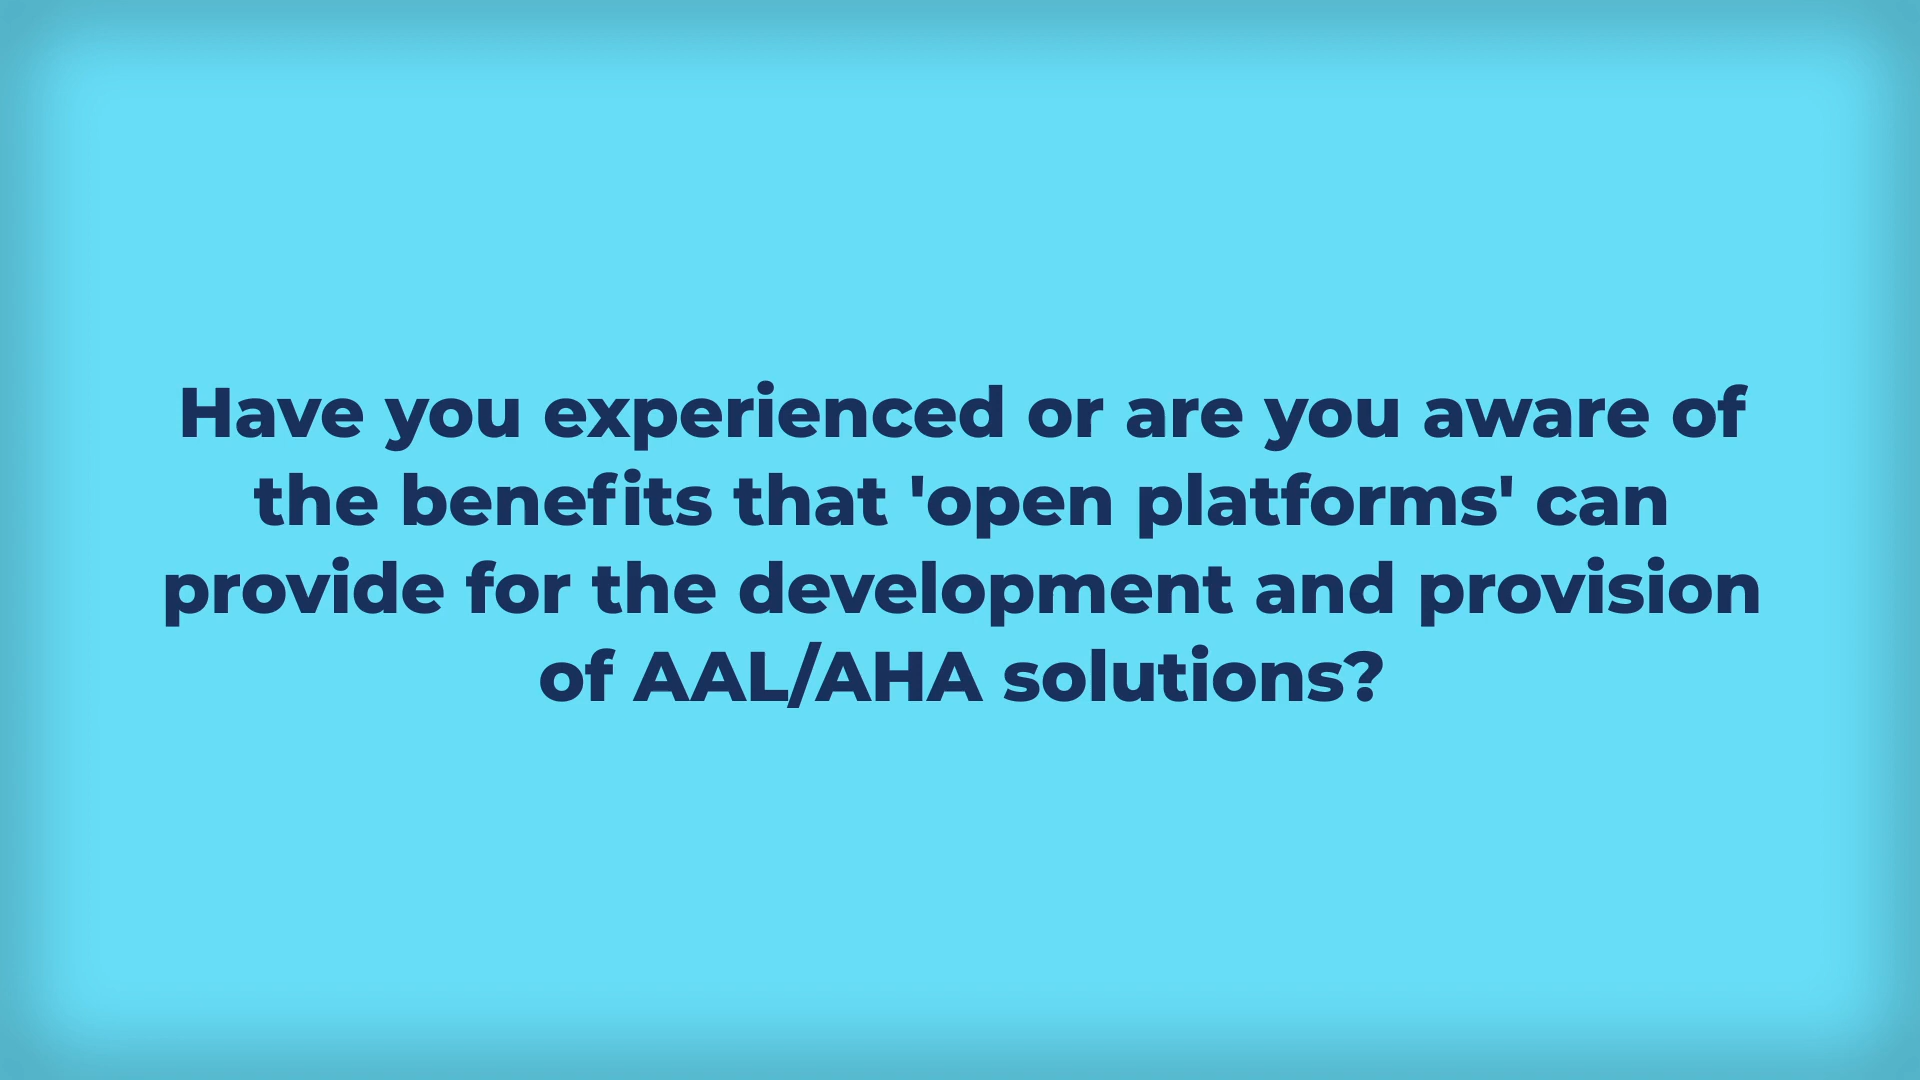 Have you experienced or are you aware of
the benefits that 'open platforms' can
provide for the development and provision
of AAL/AHA solutions?